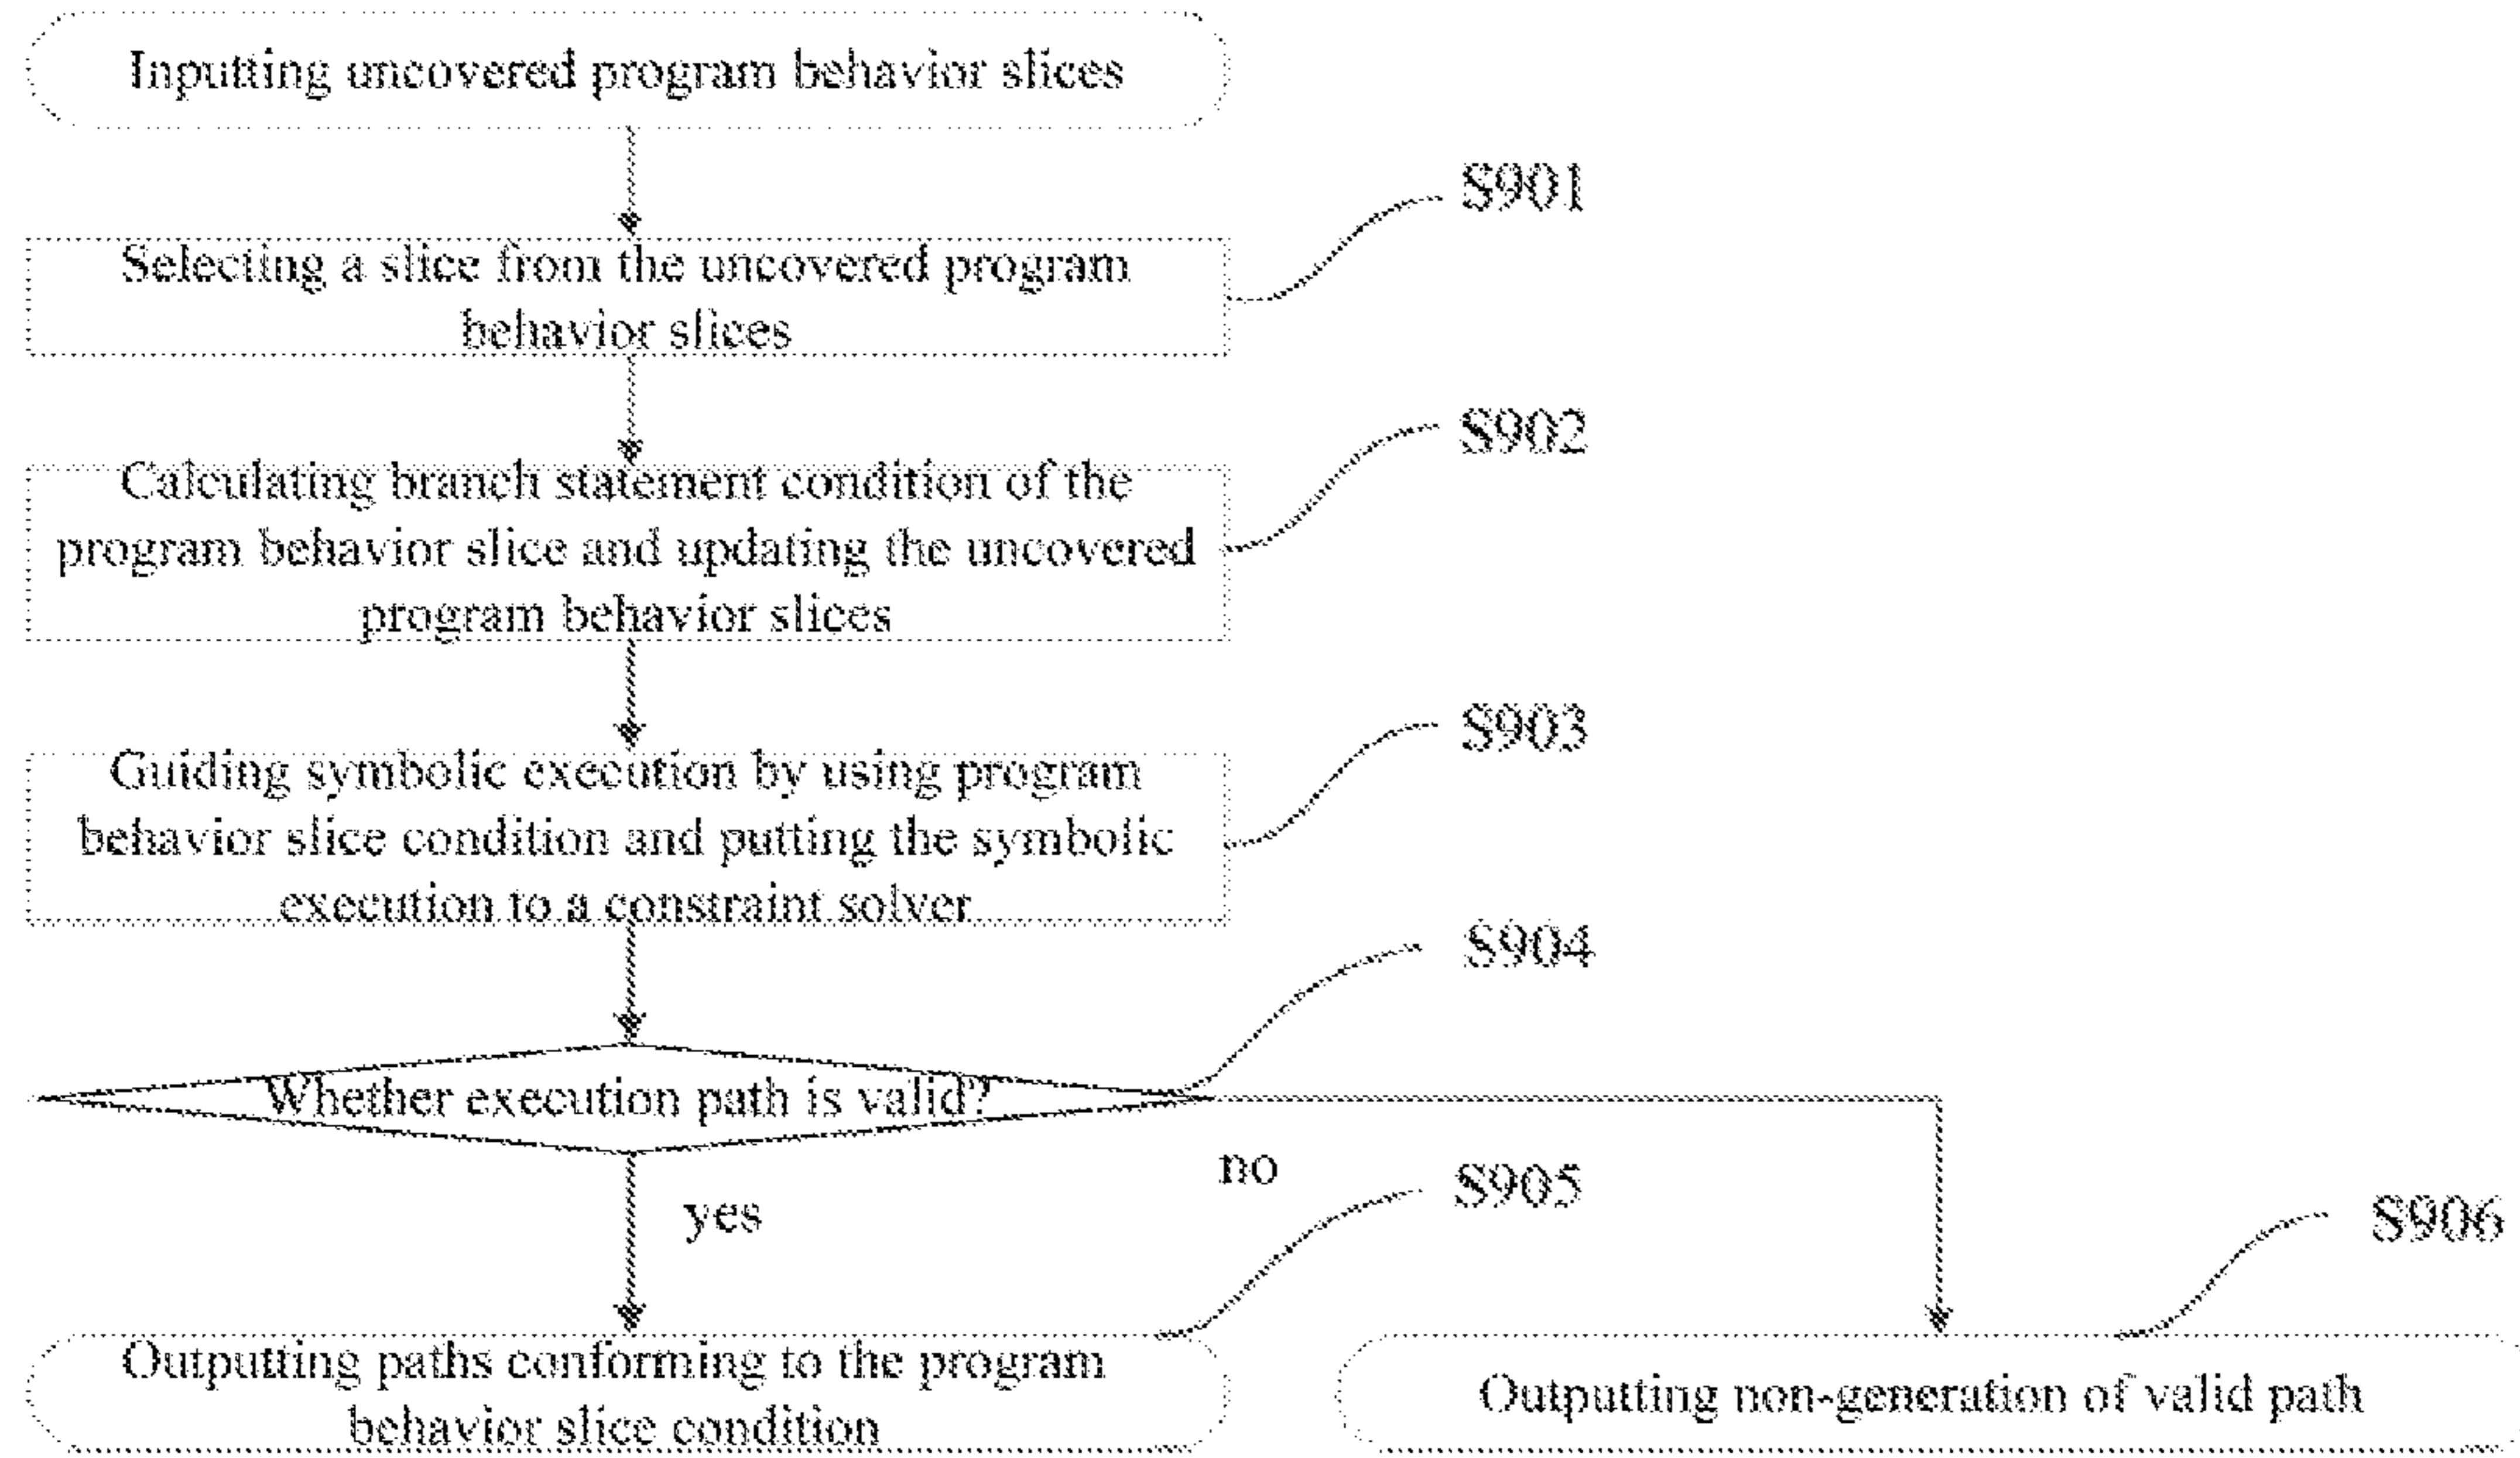 Inputting uncovered program behavior slices
S901
Selecting a slice from the uncovered program
behavior slices
S902
Calculating branch statement condition of the
program behavior slice and updating the uncovered
program behavior slices
S903
Guiding symbolic execution by using program
behavior slice condition and putting the symbolic
execution to a constraint solver
S904
Whether execution path is valid?
no
yes
S905
S906
Outputting paths conforming to the program
behavior slice condition
Outputting non-generation of valid path